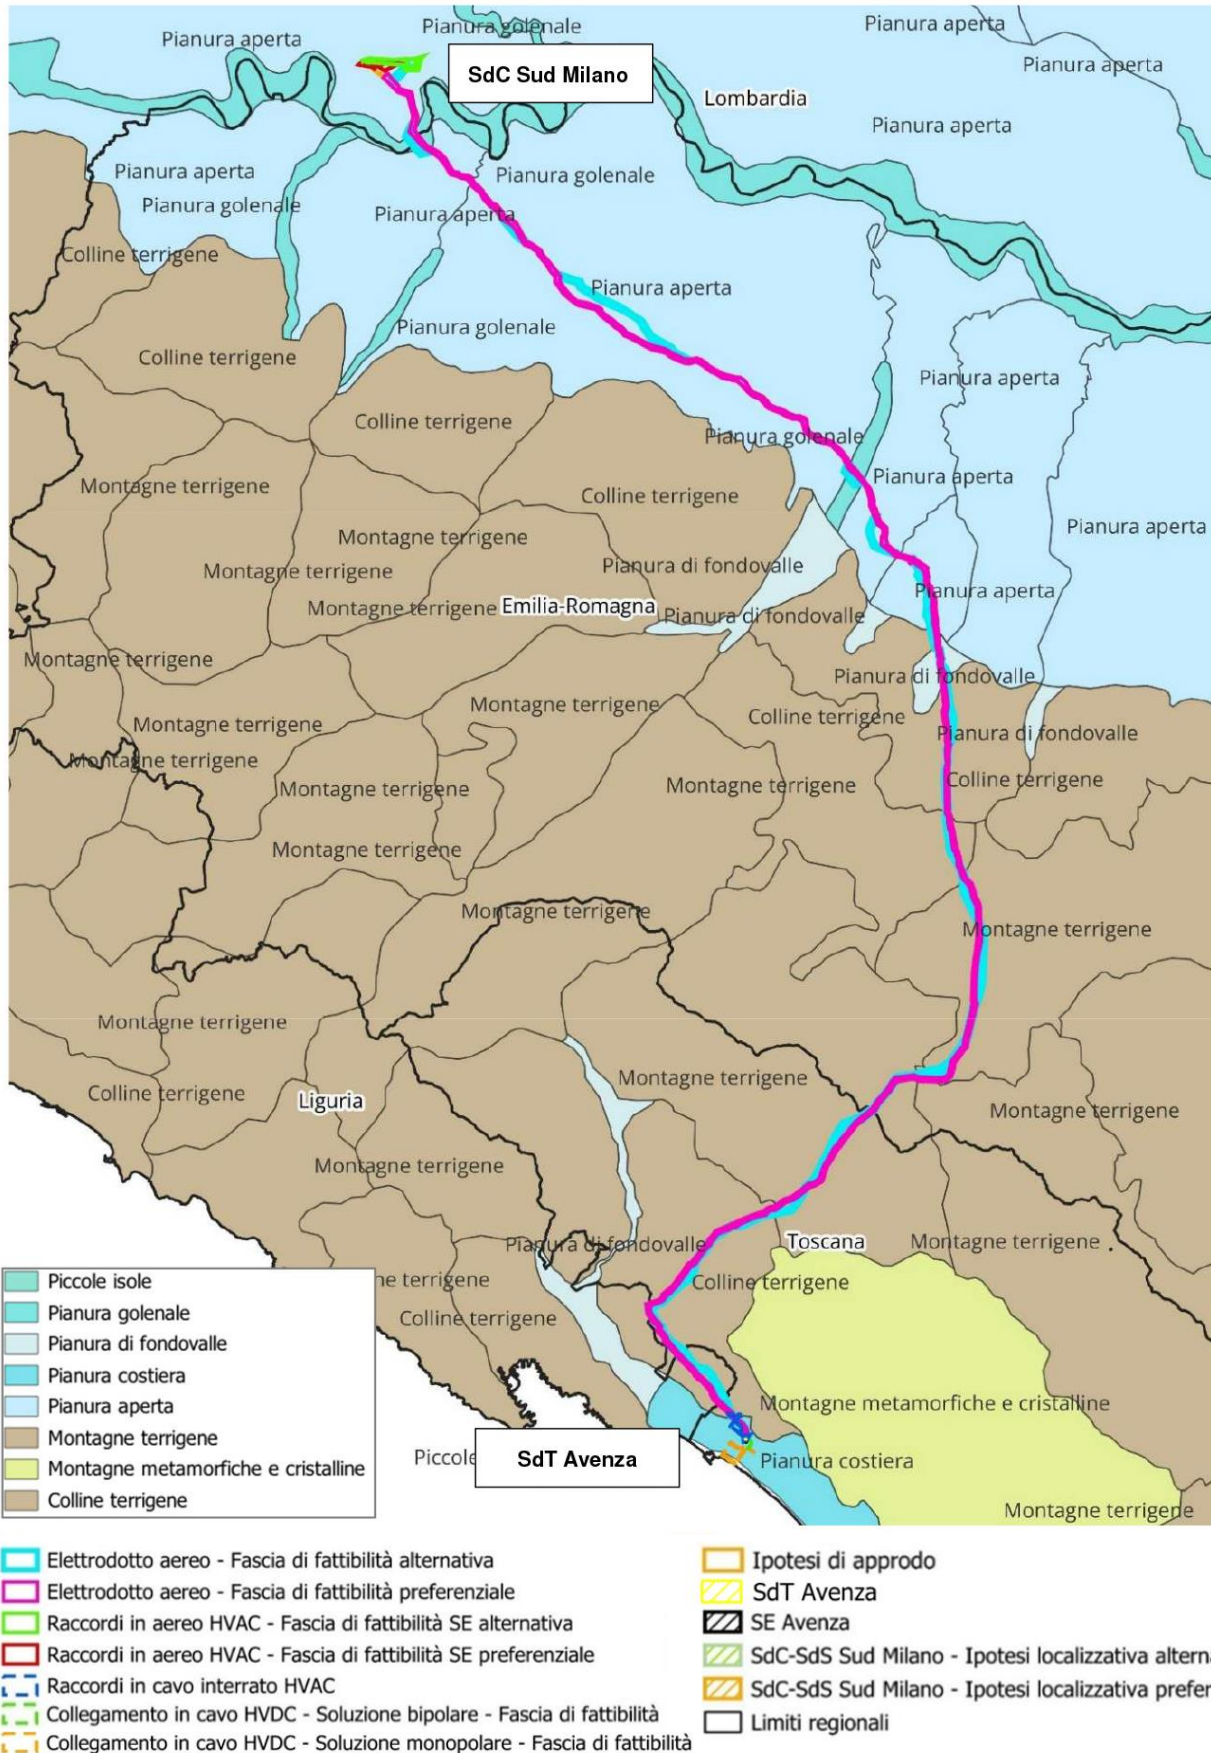 Pianura golenale
Pianura aperta
Pianura aperta
SdC Sud Milano
Pianura aperta
Lombardia
Pianura aperta
Pianura aperta
Pianura golenale
Pianura golenale
Pianura aperta
Colline terrigene
Pianura aperta
Pianura golenale
Colline terrigene
Pianura aperta
Colline terrigene
Pianura golenale
Pianura aperta
Montagne terrigene
Colline terrigene
Pianura aperta
Montagne terrigene
Pianura di fondovalle
Montagne terrigene
Pianura aperta
Montagne terrigene
Emilia-Romagna
Pianura di fondovalle
Montagne terrigene
Pianura di fondovalle
Montagne terrigene
Colline terrigene
Montagne terrigene
Pianura di fondovalle
Montagne terrigene
Colline terrigene
Montagne terrigene
Montagne terrigene
Montagne terrigene
Montagne terrigene
Montagne terrigene
Montagne terrigene
Montagne terrigene
Colline terrigene
Liguria
Montagne terrigene
Montagne terrigene
Pianura di fondovalle
Toscana
Montagne terrigene
ne terrigene
Colline terrigene
Colline terrigene
Montagne metamorfiche e cristalline
Piccole
SdT Avenza
Pianura costiera
Montagne terrigene
Piccole isole
Pianura golenale
Pianura di fondovalle
Pianura costiera
Pianura aperta
Montagne terrigene
Montagne metamorfiche e cristalline
Colline terrigene
Elettrodotto aereo - Fascia di fattibilità alternativa
Elettrodotto aereo - Fascia di fattibilità preferenziale
Raccordi in aereo HVAC - Fascia di fattibilità SE alternativa
Raccordi in aereo HVAC - Fascia di fattibilità SE preferenziale
Raccordi in cavo interrato HVAC
Collegamento in cavo HVDC - Soluzione bipolare - Fascia di fattibilità
Collegamento in cavo HVDC - Soluzione monopolare - Fascia di fattibilità
Ipotesi di approdo
SdT Avenza
SE Avenza
SdC-SdS Sud Milano - Ipotesi localizzativa altern
SdC-SdS Sud Milano - Ipotesi localizzativa prefer
Limiti regionali